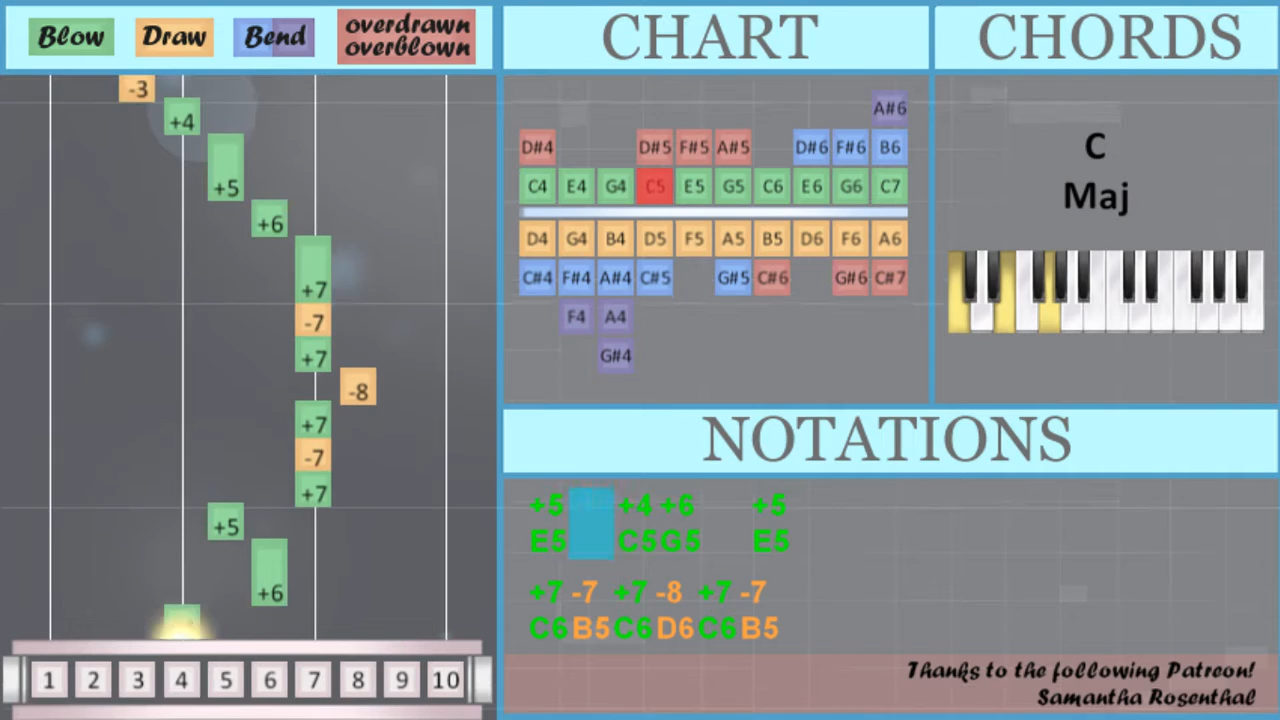 Blow Draw Bend overdrawn
overblown
CHART
CHORDS
-3
+4
+5
+6
+7
-7
+7
-8
+7
-7
+7
+5
+6
1 2 3 4 5 6 7 8 9 10
A#6
D#4 D#5 F#5 A#5 D#6 F#6 B6
C4 E4 G4 C5 E5 G5 C6 E6 G6 C7
D4 G4 B4 D5 F5 A5 B5 D6 F6 A6
C#4 F#4 A#4 C#5 G#5 C#6 G#6 C#7
F4 A4
G#4
C
Maj
NOTATIONS
+5 +4 +6 +5
E5 C5 G5 E5
+7 -7 +7 -8 +7 -7
C6 B5 C6 D6 C6 B5
Thanks to the following Patreon!
Samantha Rosenthal